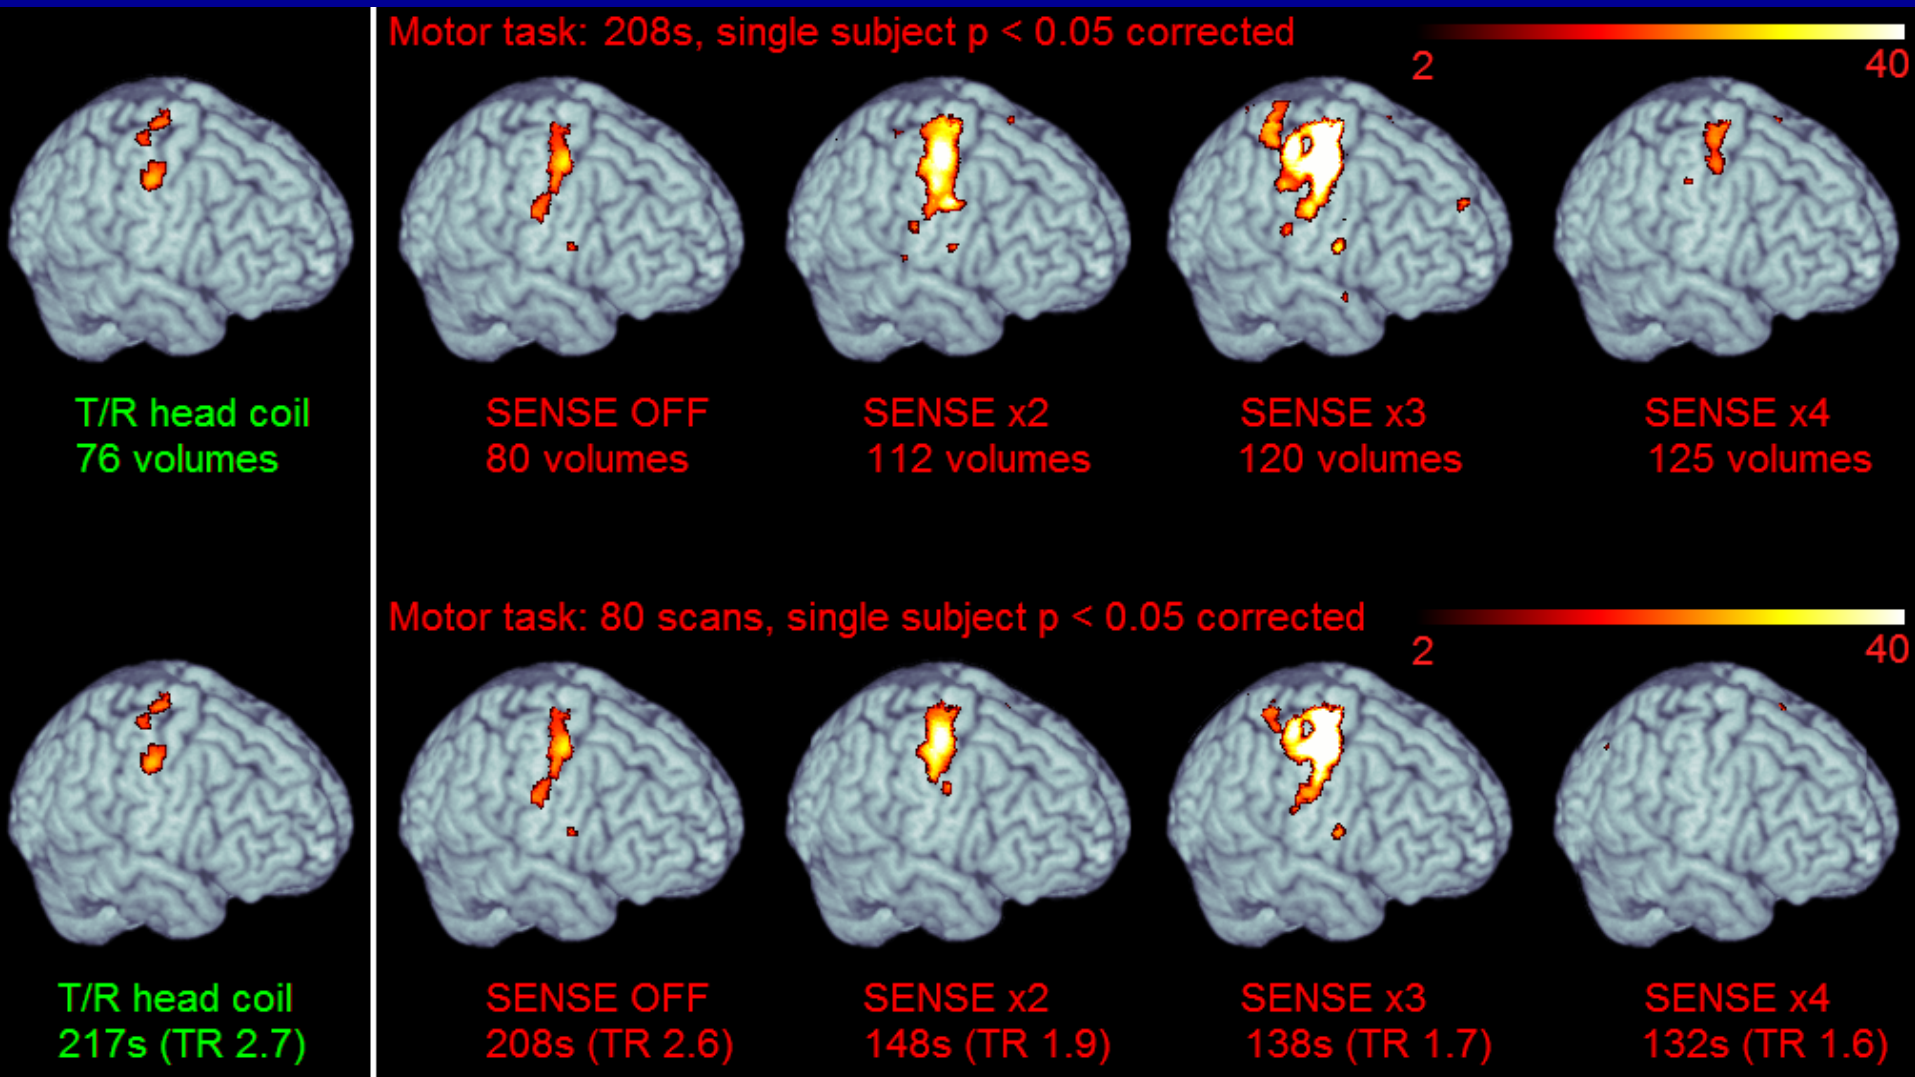 Motor task: 208s, single subject p < 0.05 corrected
2 40
T/R head coil
76 volumes
SENSE OFF
80 volumes
SENSE x2
112 volumes
SENSE x3
120 volumes
SENSE x4
125 volumes
Motor task: 80 scans, single subject p < 0.05 corrected
2 40
T/R head coil
217s (TR 2.7)
SENSE OFF
208s (TR 2.6)
SENSE x2
148s (TR 1.9)
SENSE x3
138s (TR 1.7)
SENSE x4
132s (TR 1.6)